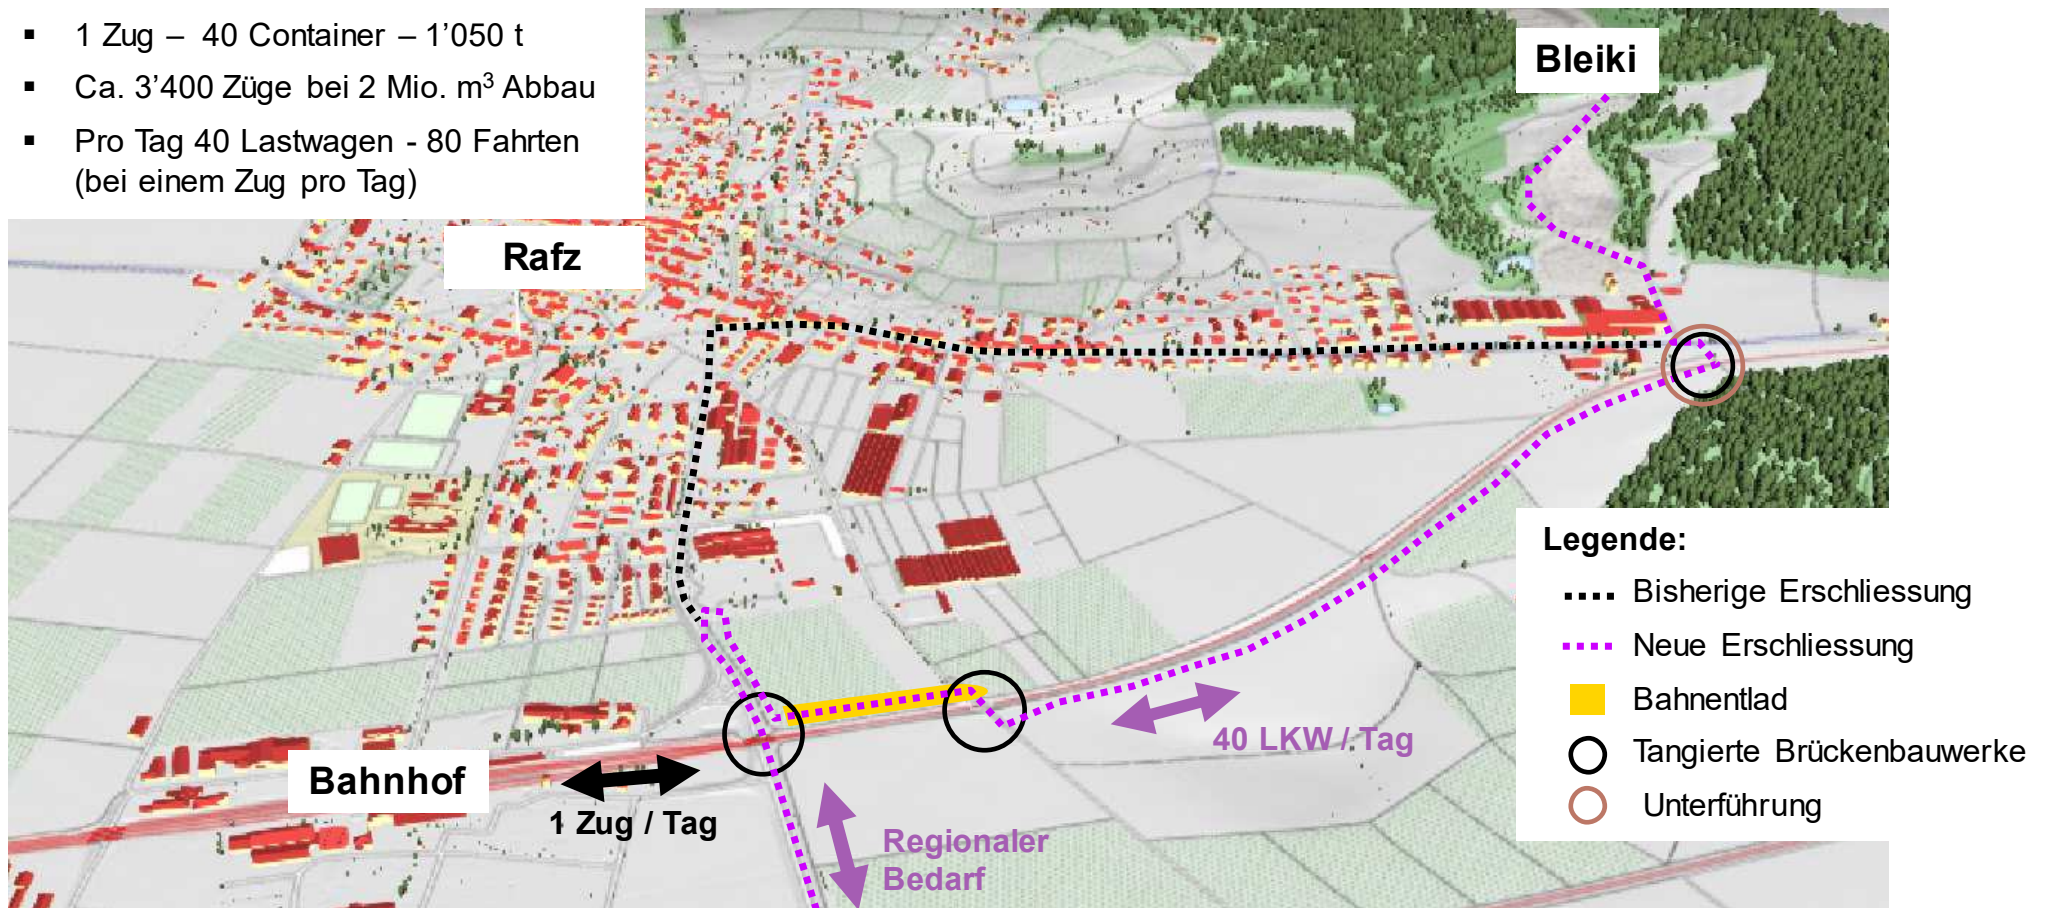 ▪ 1 Zug – 40 Container – 1’050 t
▪ Ca. 3’400 Züge bei 2 Mio. m³ Abbau
▪ Pro Tag 40 Lastwagen - 80 Fahrten
(bei einem Zug pro Tag)
Bleiki
Rafz
Bahnhof
1 Zug / Tag
40 LKW / Tag
Regionaler
Bedarf
Legende:
Bisherige Erschliessung
Neue Erschliessung
Bahnentlad
Tangierte Brückenbauwerke
Unterführung